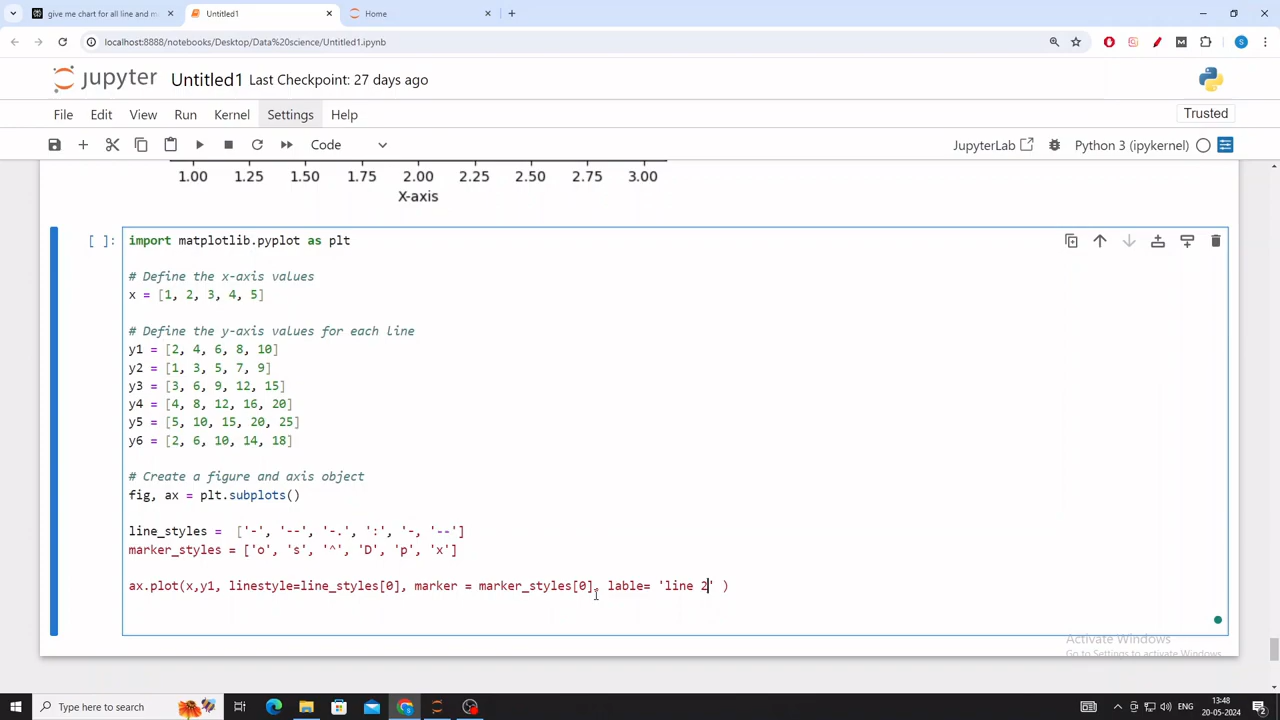 give me chart for all line and m
Untitled1
Home
localhost:8888/notebooks/Desktop/Data%20science/Untitled1.ipynb
S
jupyter Untitled1 Last Checkpoint: 27 days ago
File Edit View Run Kernel Settings Help
Trusted
Code
JupyterLab
Python 3 (ipykernel)
1.00 1.25 1.50 1.75 2.00 2.25 2.50 2.75 3.00
X-axis
[ ]: import matplotlib.pyplot as plt
# Define the x-axis values
x = [1, 2, 3, 4, 5]
# Define the y-axis values for each line
y1 = [2, 4, 6, 8, 10]
y2 = [1, 3, 5, 7, 9]
y3 = [3, 6, 9, 12, 15]
y4 = [4, 8, 12, 16, 20]
y5 = [5, 10, 15, 20, 25]
y6 = [2, 6, 10, 14, 18]
# Create a figure and axis object
fig, ax = plt.subplots()
line_styles =  ['-', '--', '-.', ':', '-, '--']
marker_styles = ['o', 's', '^', 'D', 'p', 'x']
ax.plot(x,y1, linestyle=line_styles[0], marker = marker_styles[0], lable= 'line 2' )
Activate Windows
Go to Settings to activate Windows.
Type here to search
ENG
13:48
20-05-2024
2